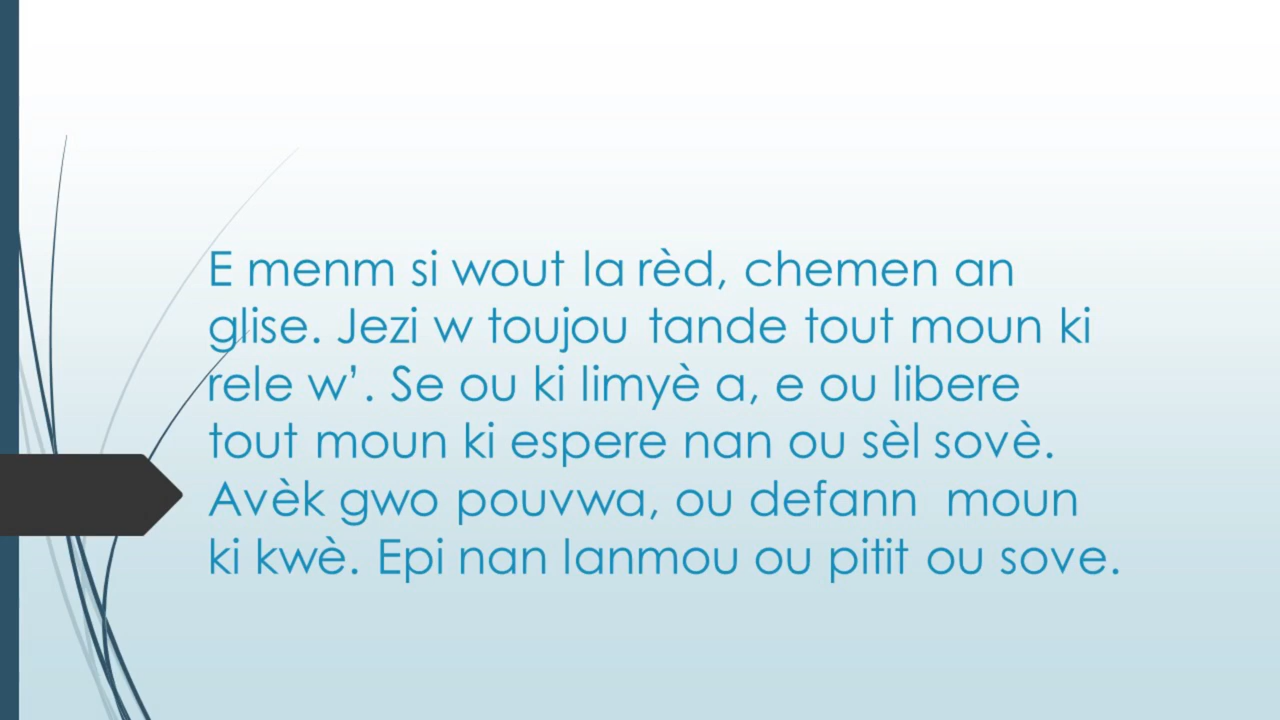 E menm si wout la rèd, chemen an
glise. Jezi w toujou tande tout moun ki
rele w’. Se ou ki limyè a, e ou libere
tout moun ki espere nan ou sèl sovè.
Avèk gwo pouvwa, ou defann  moun
ki kwè. Epi nan lanmou ou pitit ou sove.